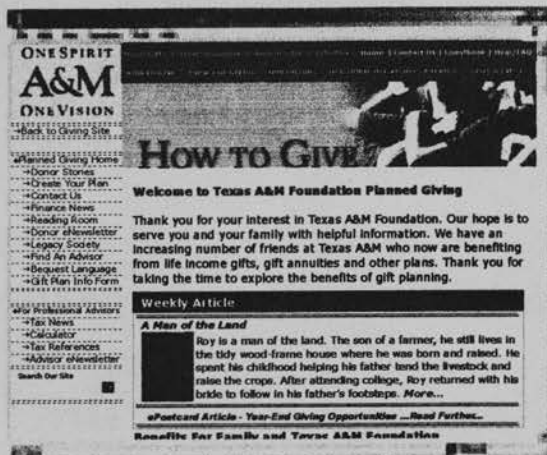 ONE SPIRIT
A&M
ONE VISION
Back to Giving Site
Planned Giving Home
Donor Stories
Create Your Plan
Contact Us
Finance News
Reading Room
Donor eNewsletter
Legacy Society
Find An Advisor
Bequest Language
Gift Plan Info Form
For Professional Advisors
Tax News
Calculator
Tax References
Advisor eNewsletter
Search Our Site
Home | Contact Us | Help/FAQ
HOW TO GIVE
Welcome to Texas A&M Foundation Planned Giving
Thank you for your interest in Texas A&M Foundation. Our hope is to
serve you and your family with helpful information. We have an
increasing number of friends at Texas A&M who now are benefiting
from life income gifts, gift annuities and other plans. Thank you for
taking the time to explore the benefits of gift planning.
Weekly Article
A Man of the Land
Roy is a man of the land. The son of a farmer, he still lives in
the tidy wood-frame house where he was born and raised. He
spent his childhood helping his father tend the livestock and
raise the crops. After attending college, Roy returned with his
bride to follow in his father's footsteps. More...
ePostcard Article - Year-End Giving Opportunities ...Read Further...
Benefits For Family and Texas A&M Foundation